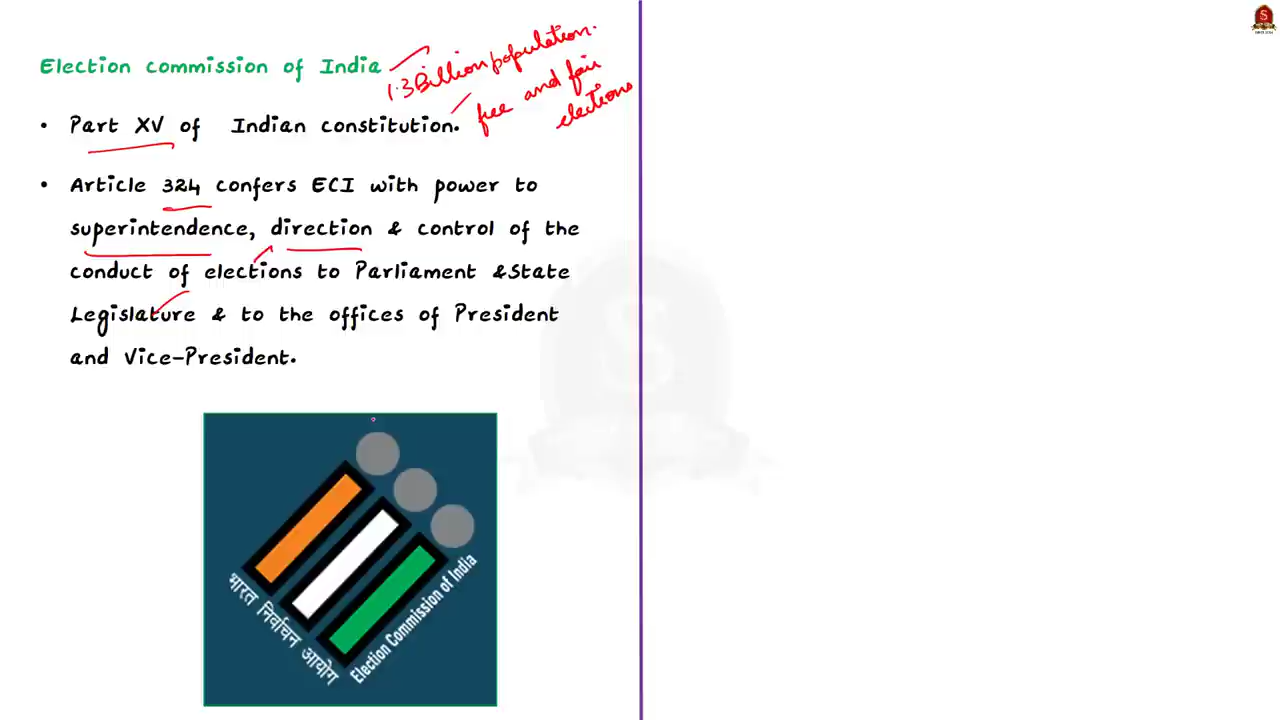 Election commission of India
1.3Billion population.
free and fair
elections
• Part XV of Indian constitution.
• Article 324 confers ECI with power to
superintendence, direction & control of the
conduct of elections to Parliament &State
Legislature & to the offices of President
and Vice-President.
भारत निर्वाचन आयोग
Election Commission of India
S